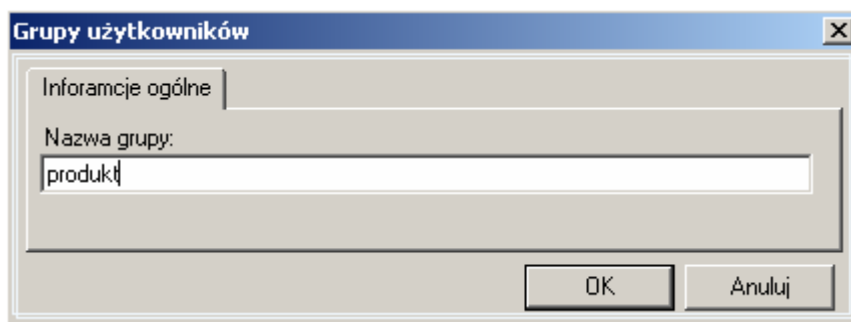 Grupy użytkowników
Inforamcje ogólne
Nazwa grupy:
produkt
OK
Anuluj